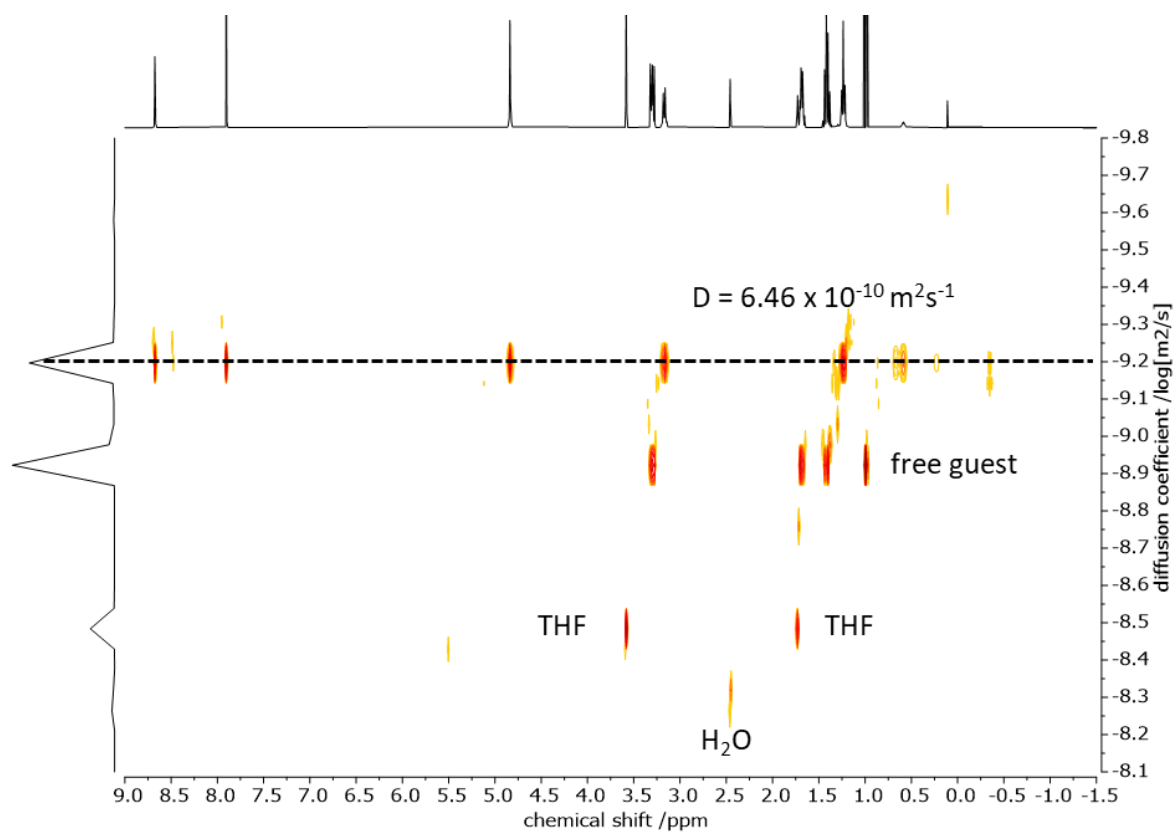 -9.8
-9.7
-9.6
-9.5
D = 6.46 x 10⁻¹⁰ m²s⁻¹
-9.4
-9.3
-9.2
-9.1
-9.0
free guest
-8.9
-8.8
-8.7
-8.6
THF THF
-8.5
-8.4
-8.3
H₂O
-8.2
-8.1
diffusion coefficient /log[m2/s]
9.0 8.5 8.0 7.5 7.0 6.5 6.0 5.5 5.0 4.5 4.0 3.5 3.0 2.5 2.0 1.5 1.0 0.5 0.0 -0.5 -1.0 -1.5
chemical shift /ppm